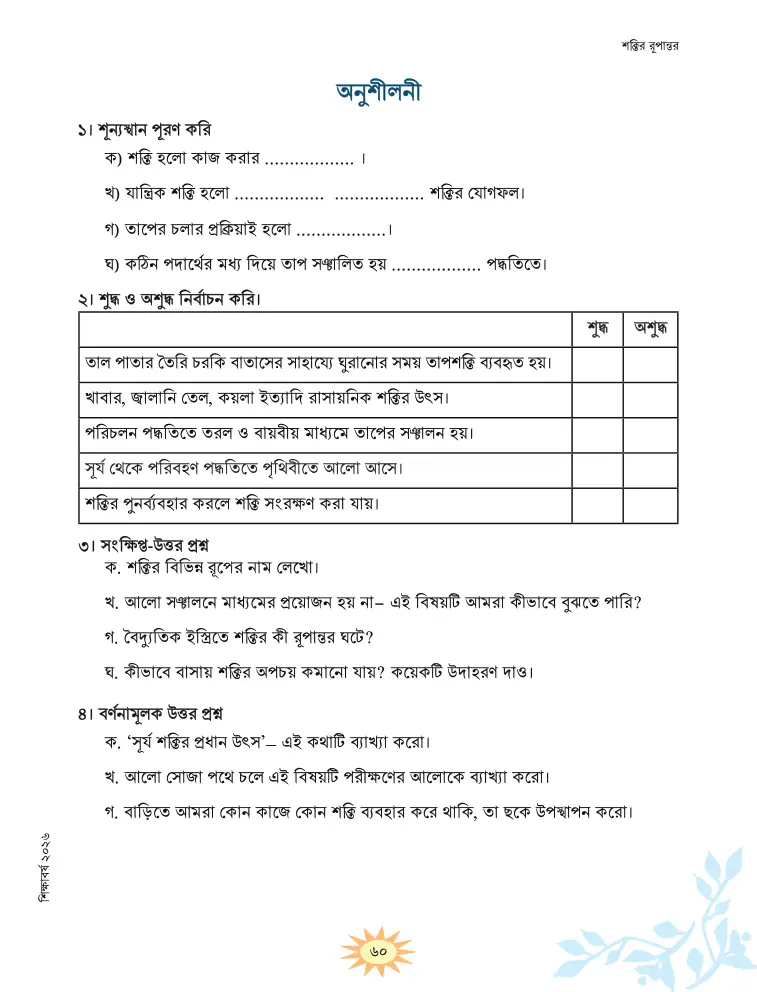 শক্তির রূপান্তর
অনুশীলনী
১। শূন্যস্থান পূরণ করি
ক) শক্তি হলো কাজ করার .................. ।
খ) যান্ত্রিক শক্তি হলো .................. .................. শক্তির যোগফল।
গ) তাপের চলার প্রক্রিয়াই হলো ..................।
ঘ) কঠিন পদার্থের মধ্য দিয়ে তাপ সঞ্চালিত হয় .................. পদ্ধতিতে।
২। শুদ্ধ ও অশুদ্ধ নির্বাচন করি।
শুদ্ধ অশুদ্ধ
তাল পাতার তৈরি চরকি বাতাসের সাহায্যে ঘুরানোর সময় তাপশক্তি ব্যবহৃত হয়।
খাবার, জ্বালানি তেল, কয়লা ইত্যাদি রাসায়নিক শক্তির উৎস।
পরিচলন পদ্ধতিতে তরল ও বায়বীয় মাধ্যমে তাপের সঞ্চালন হয়।
সূর্য থেকে পরিবহণ পদ্ধতিতে পৃথিবীতে আলো আসে।
শক্তির পুনর্ব্যবহার করলে শক্তি সংরক্ষণ করা যায়।
৩। সংক্ষিপ্ত-উত্তর প্রশ্ন
ক. শক্তির বিভিন্ন রূপের নাম লেখো।
খ. আলো সঞ্চালনে মাধ্যমের প্রয়োজন হয় না– এই বিষয়টি আমরা কীভাবে বুঝতে পারি?
গ. বৈদ্যুতিক ইস্ত্রিতে শক্তির কী রূপান্তর ঘটে?
ঘ. কীভাবে বাসায় শক্তির অপচয় কমানো যায়? কয়েকটি উদাহরণ দাও।
৪। বর্ণনামূলক উত্তর প্রশ্ন
ক. ‘সূর্য শক্তির প্রধান উৎস’– এই কথাটি ব্যাখ্যা করো।
খ. আলো সোজা পথে চলে এই বিষয়টি পরীক্ষণের আলোকে ব্যাখ্যা করো।
গ. বাড়িতে আমরা কোন কাজে কোন শক্তি ব্যবহার করে থাকি, তা ছকে উপস্থাপন করো।
শিক্ষাবর্ষ ২০২৬
৬০